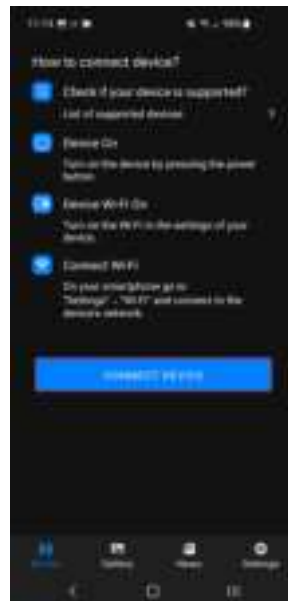 How to connect device?
Check if your device is supported?
List of supported devices
Device On
Turn on the device by pressing the power
button
Device Wi-Fi On
Turn on the Wi-Fi in the settings of your
device
Connect Wi-Fi
On your smartphone go to
"Settings" - "Wi-Fi" and connect to the
device's network.
CONNECT DEVICE
Gallery
News
Settings